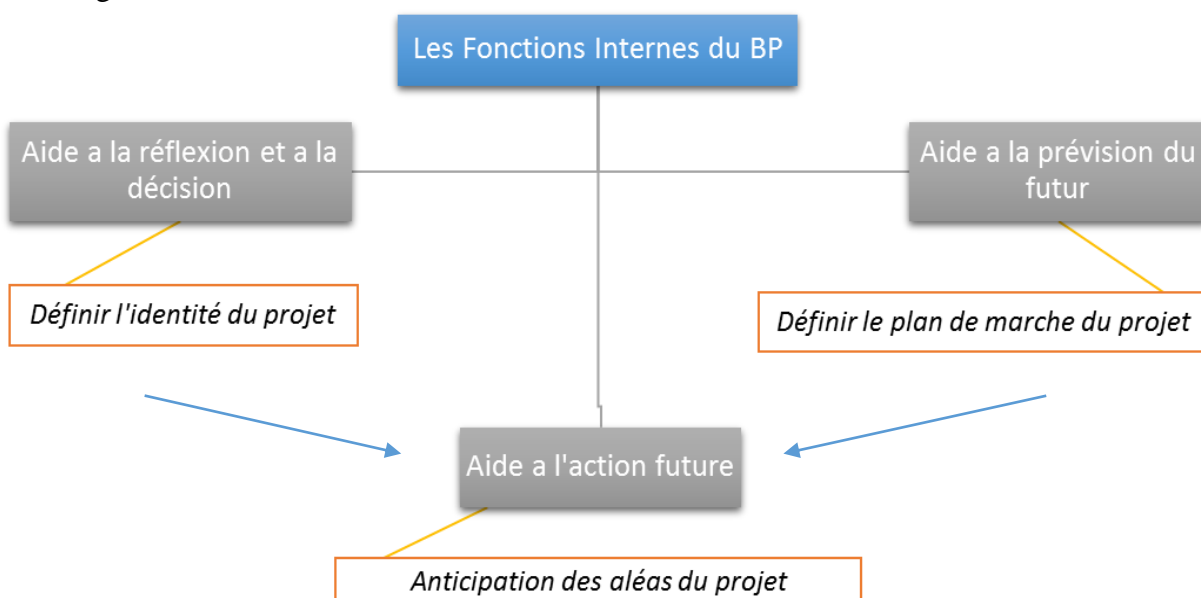 Les Fonctions Internes du BP
Aide a la réflexion et a la
décision
Aide a la prévision du
futur
Définir l'identité du projet
Définir le plan de marche du projet
Aide a l'action future
Anticipation des aléas du projet